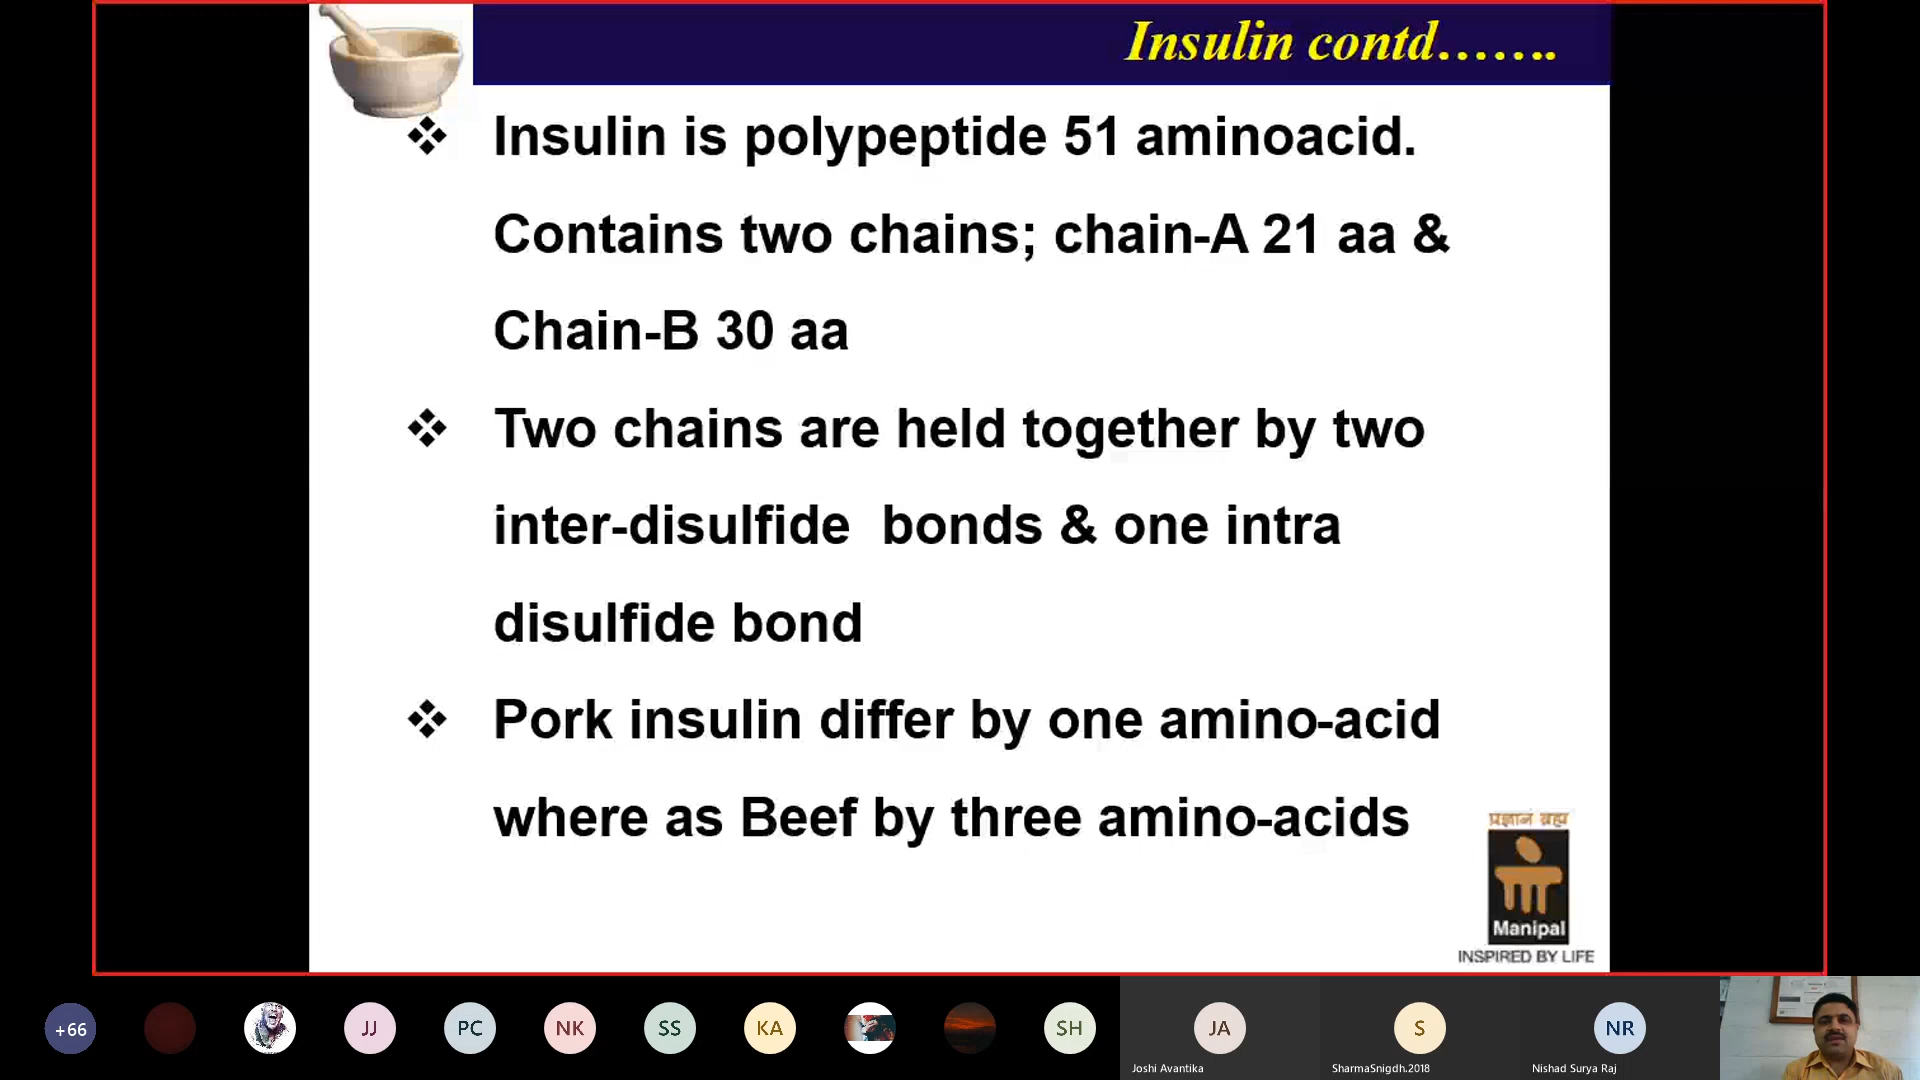 Insulin contd.......
❖ Insulin is polypeptide 51 aminoacid.
Contains two chains; chain-A 21 aa &
Chain-B 30 aa
❖ Two chains are held together by two
inter-disulfide  bonds & one intra
disulfide bond
❖ Pork insulin differ by one amino-acid
where as Beef by three amino-acids
प्रज्ञानं ब्रह्म
Manipal
INSPIRED BY LIFE
+66
JJ
PC
NK
SS
KA
SH
JA
S
NR
Joshi Avantika
SharmaSnigdh.2018
Nishad Surya Raj